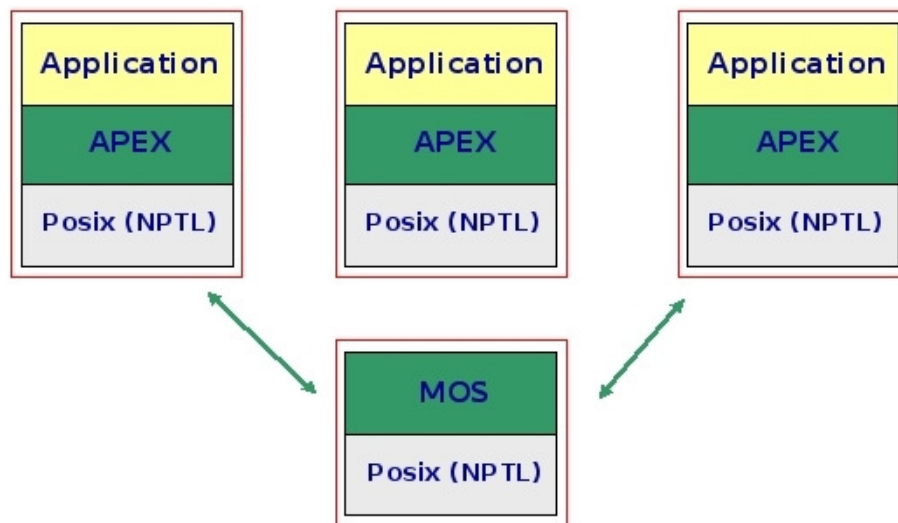 Application
APEX
Posix (NPTL)
Application
APEX
Posix (NPTL)
Application
APEX
Posix (NPTL)
MOS
Posix (NPTL)